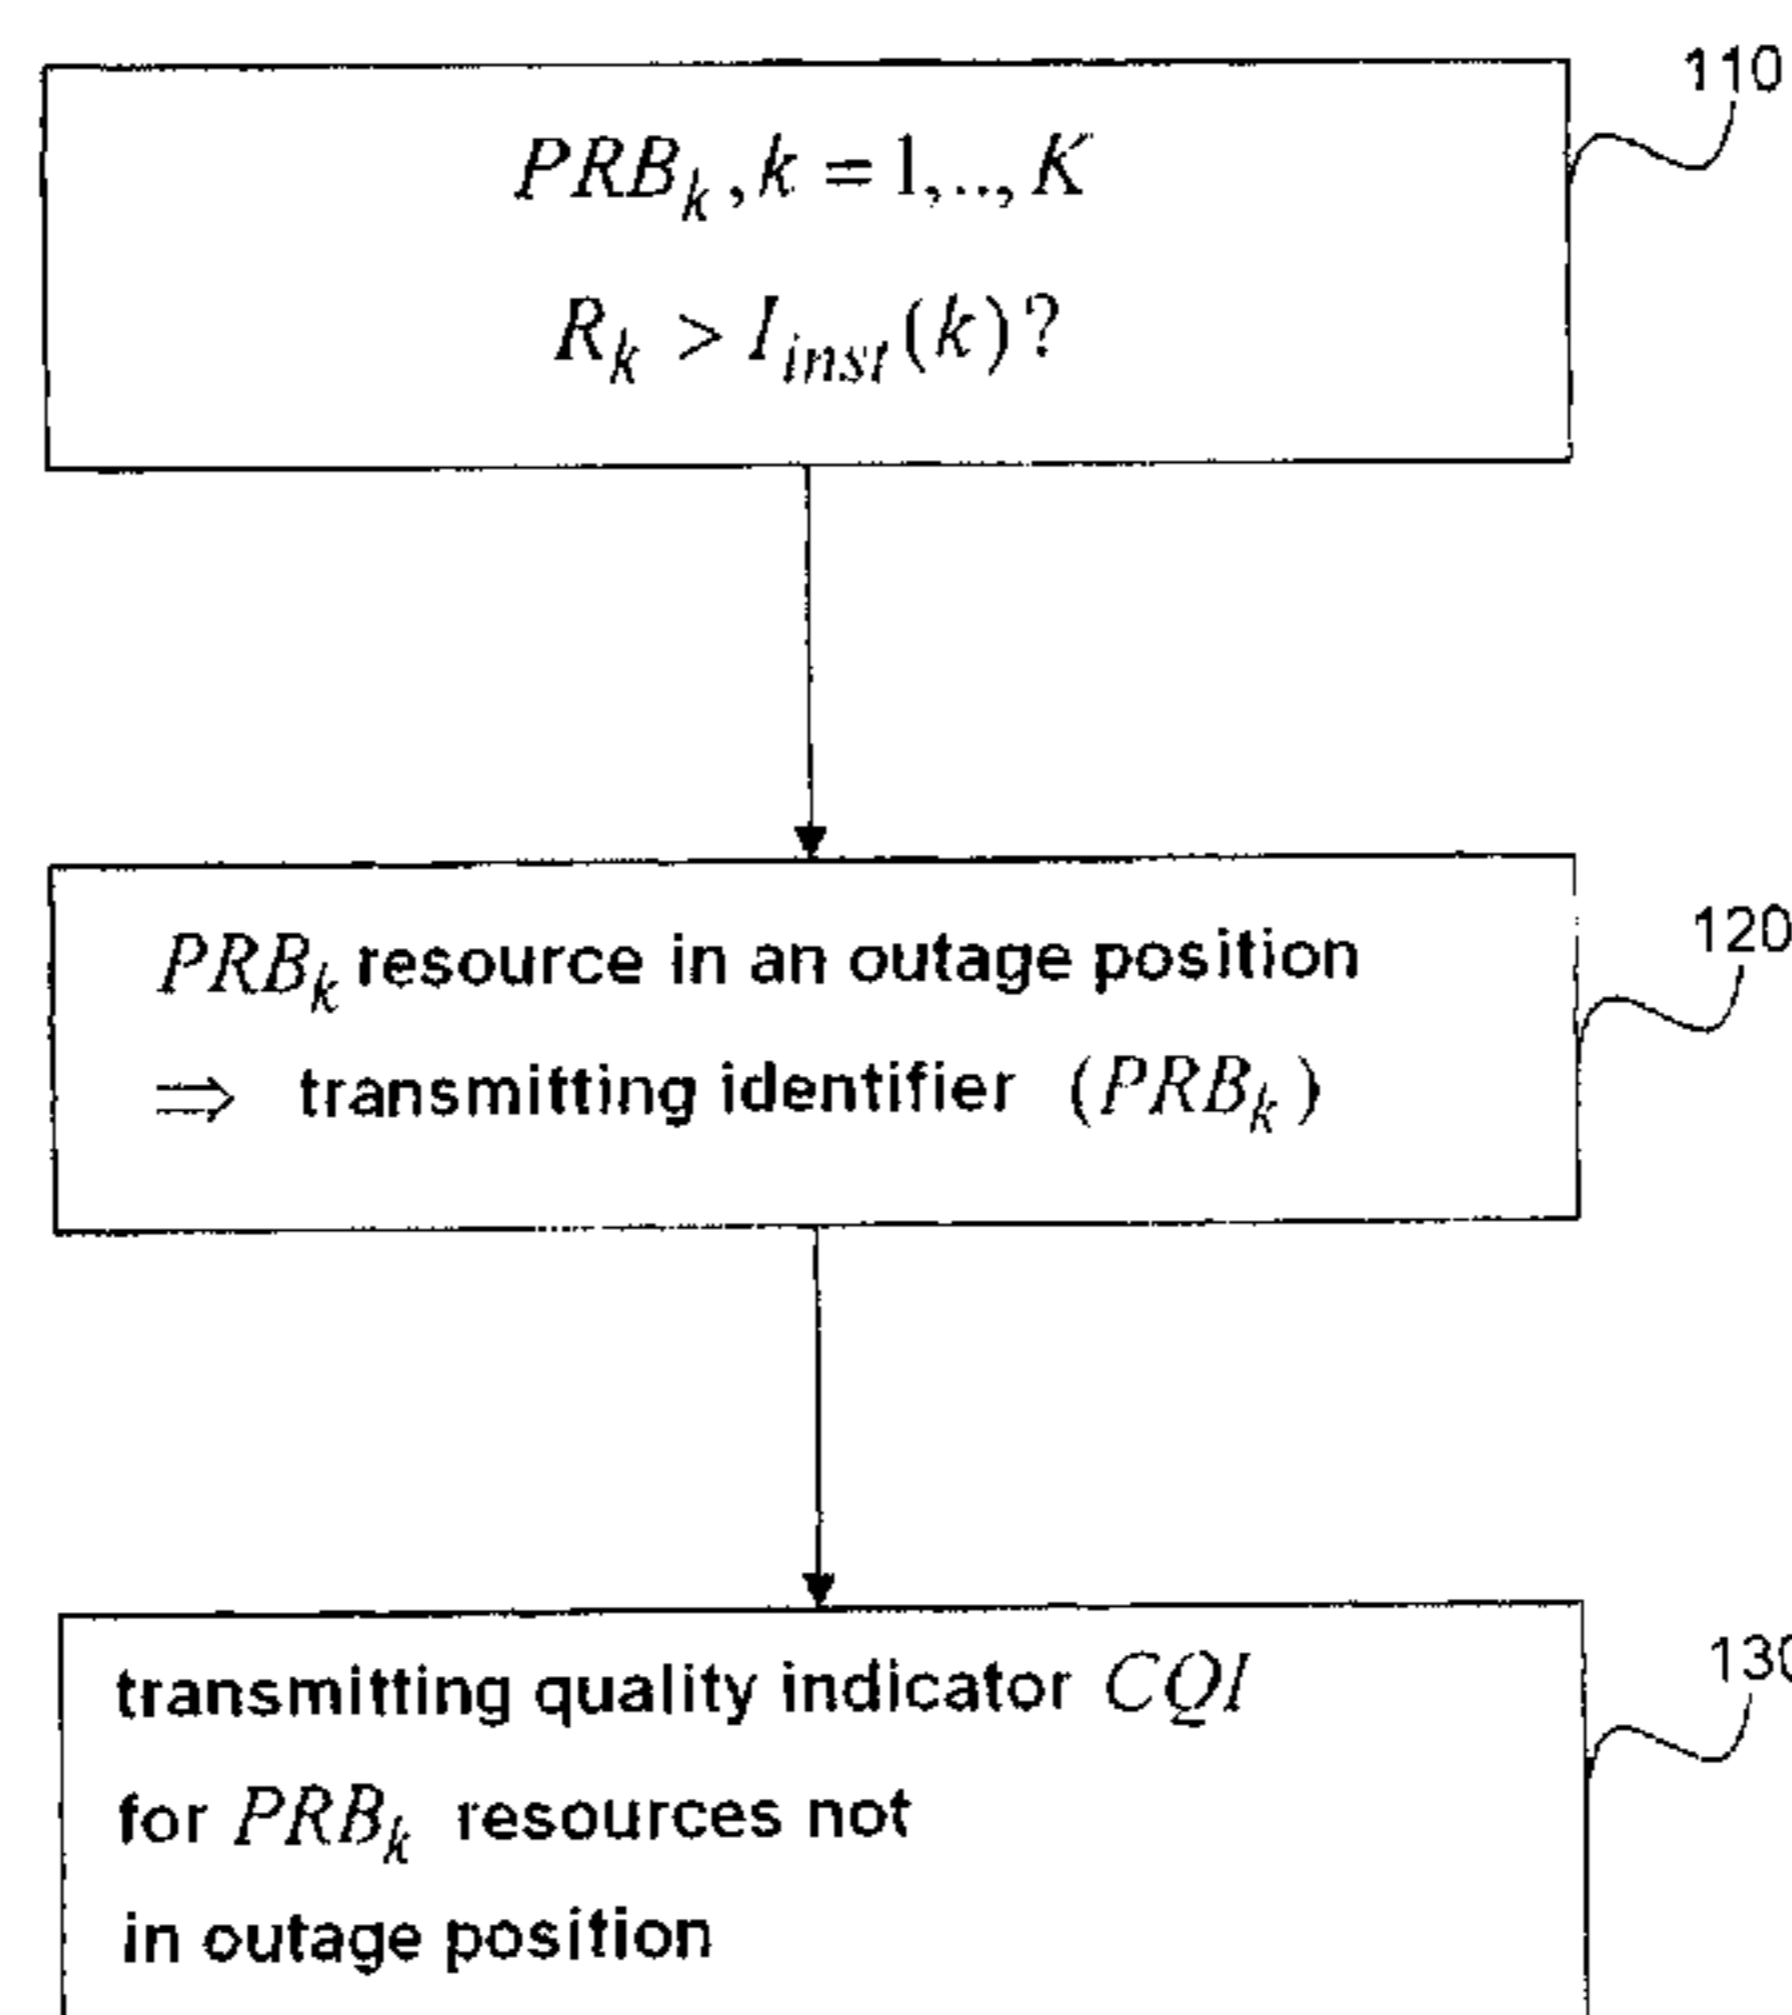 110
PRB_k, k = 1,.., K
R_k > I_inst(k)?
PRB_k resource in an outage position
120
⇒ transmitting identifier (PRB_k)
transmitting quality indicator CQI
130
for PRB_k resources not
in outage position